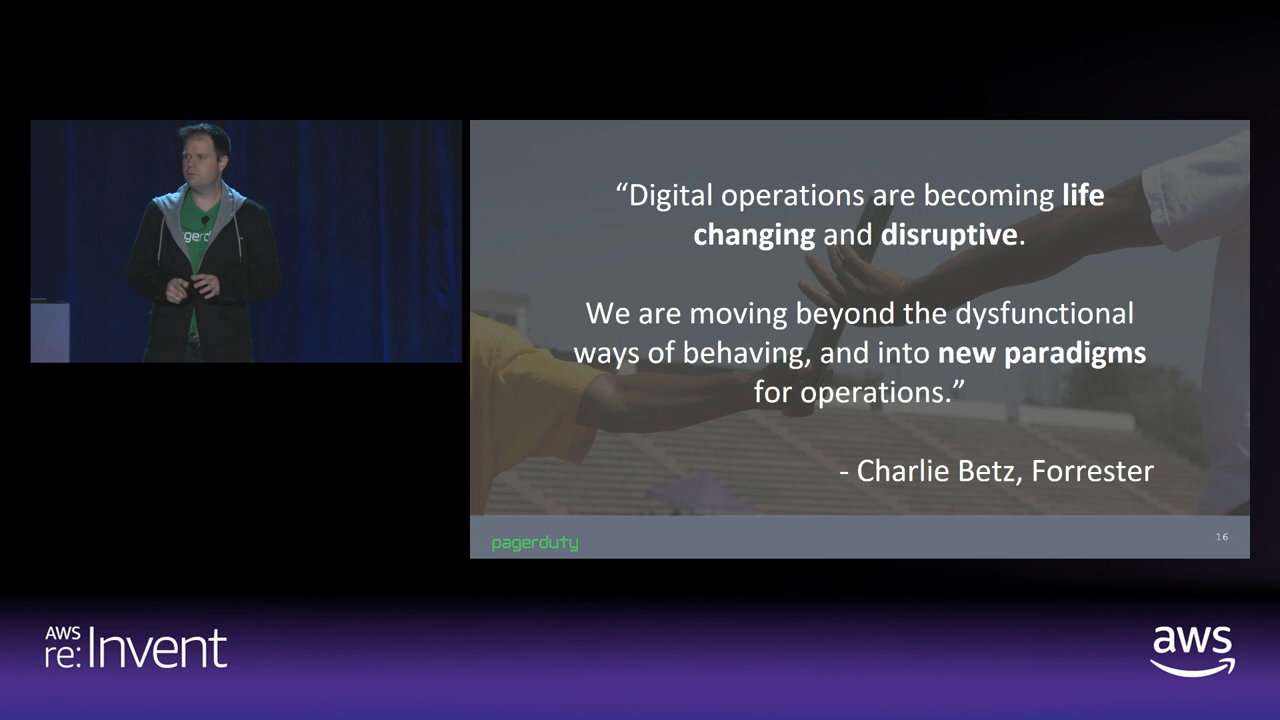 gerd
“Digital operations are becoming life
changing and disruptive.
We are moving beyond the dysfunctional
ways of behaving, and into new paradigms
for operations.”
- Charlie Betz, Forrester
pagerduty
16
AWS
re:Invent
aws